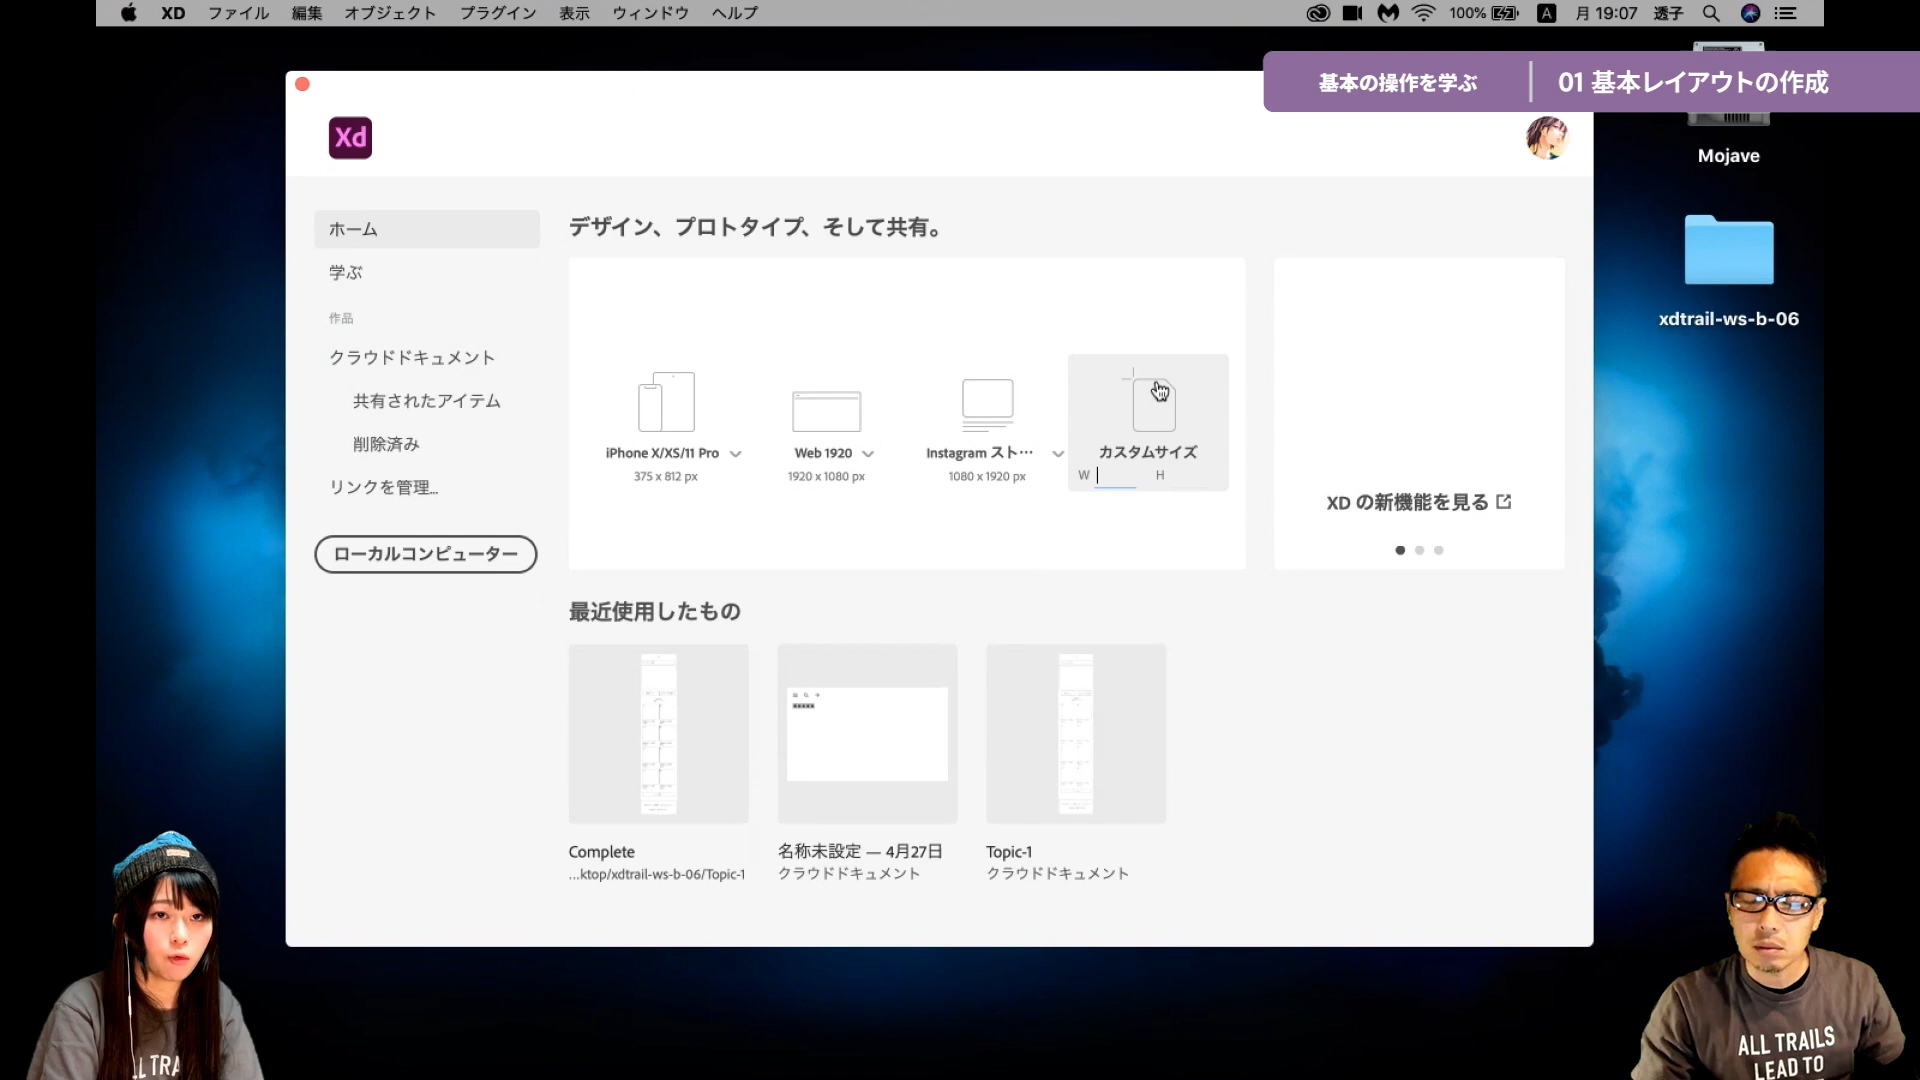 XD ファイル 編集 オブジェクト プラグイン 表示 ウィンドウ ヘルプ
100% A 月 19:07 透子
基本の操作を学ぶ 01 基本レイアウトの作成
Xd
Mojave
xdtrail-ws-b-06
ホーム
学ぶ
作品
クラウドドキュメント
共有されたアイテム
削除済み
リンクを管理...
ローカルコンピューター
デザイン、プロトタイプ、そして共有。
iPhone X/XS/11 Pro
375 x 812 px
Web 1920
1920 x 1080 px
Instagram スト…
1080 x 1920 px
カスタムサイズ
W H
XD の新機能を見る
最近使用したもの
Complete
...ktop/xdtrail-ws-b-06/Topic-1
名称未設定 — 4月27日
クラウドドキュメント
Topic-1
クラウドドキュメント
LL TRA
ALL TRAILS
LEAD TO